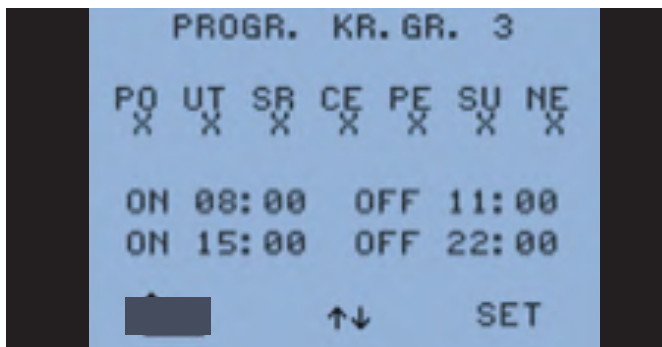 PROGR. KR.GR. 3
PO UT SR CE PE SU NE
X X X X X X X
ON 08:00 OFF 11:00
ON 15:00 OFF 22:00
↑↓ SET